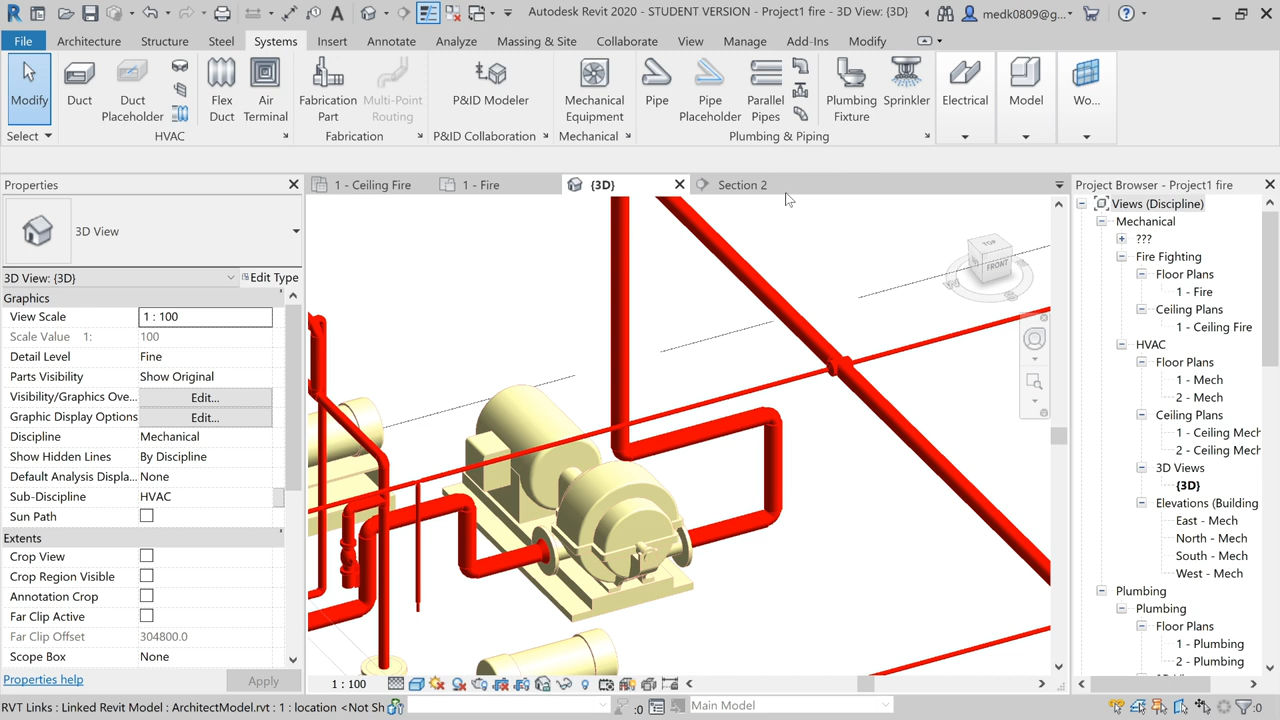 Autodesk Revit 2020 - STUDENT VERSION - Project1 fire - 3D View: {3D}
medk0809@g...
File Architecture Structure Steel Systems Insert Annotate Analyze Massing & Site Collaborate View Manage Add-Ins Modify
Modify
Duct
Duct Placeholder
Flex Duct
Air Terminal
Fabrication Part
Multi-Point Routing
P&ID Modeler
Mechanical Equipment
Pipe
Pipe Placeholder
Parallel Pipes
Plumbing Fixture
Sprinkler
Electrical
Model
Wo...
Select HVAC Fabrication P&ID Collaboration Mechanical Plumbing & Piping
Properties
1 - Ceiling Fire
1 - Fire
{3D}
Section 2
Project Browser - Project1 fire
3D View
3D View: {3D} Edit Type
Graphics
View Scale 1 : 100
Scale Value 1: 100
Detail Level Fine
Parts Visibility Show Original
Visibility/Graphics Ove... Edit...
Graphic Display Options Edit...
Discipline Mechanical
Show Hidden Lines By Discipline
Default Analysis Displa... None
Sub-Discipline HVAC
Sun Path
Extents
Crop View
Crop Region Visible
Annotation Crop
Far Clip Active
Far Clip Offset 304800.0
Scope Box None
Properties help Apply
TOP
FRONT
Views (Discipline)
Mechanical
???
Fire Fighting
Floor Plans
1 - Fire
Ceiling Plans
1 - Ceiling Fire
HVAC
Floor Plans
1 - Mech
2 - Mech
Ceiling Plans
1 - Ceiling Mech
2 - Ceiling Mech
3D Views
{3D}
Elevations (Building
East - Mech
North - Mech
South - Mech
West - Mech
Plumbing
Plumbing
Floor Plans
1 - Plumbing
2 - Plumbing
1 : 100
RVT Links : Linked Revit Model : ArchitectModel.rvt : 1 : location <Not Sh
:0
Main Model
:0